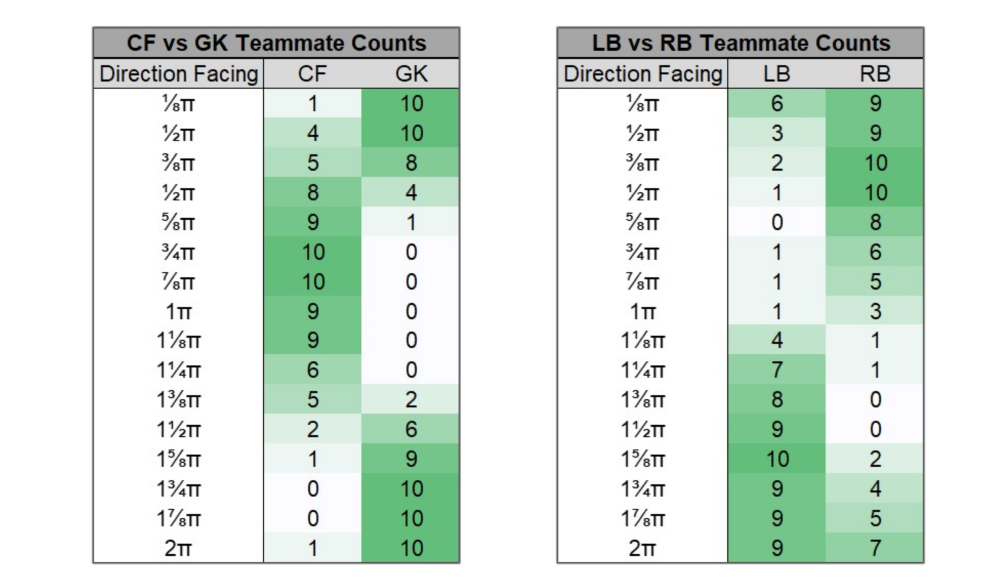 CF vs GK Teammate Counts
Direction Facing CF GK
⅛π 1 10
½π 4 10
⅜π 5 8
½π 8 4
⅝π 9 1
¾π 10 0
⅞π 10 0
1π 9 0
1⅛π 9 0
1¼π 6 0
1⅜π 5 2
1½π 2 6
1⅝π 1 9
1¾π 0 10
1⅞π 0 10
2π 1 10
LB vs RB Teammate Counts
Direction Facing LB RB
⅛π 6 9
½π 3 9
⅜π 2 10
½π 1 10
⅝π 0 8
¾π 1 6
⅞π 1 5
1π 1 3
1⅛π 4 1
1¼π 7 1
1⅜π 8 0
1½π 9 0
1⅝π 10 2
1¾π 9 4
1⅞π 9 5
2π 9 7